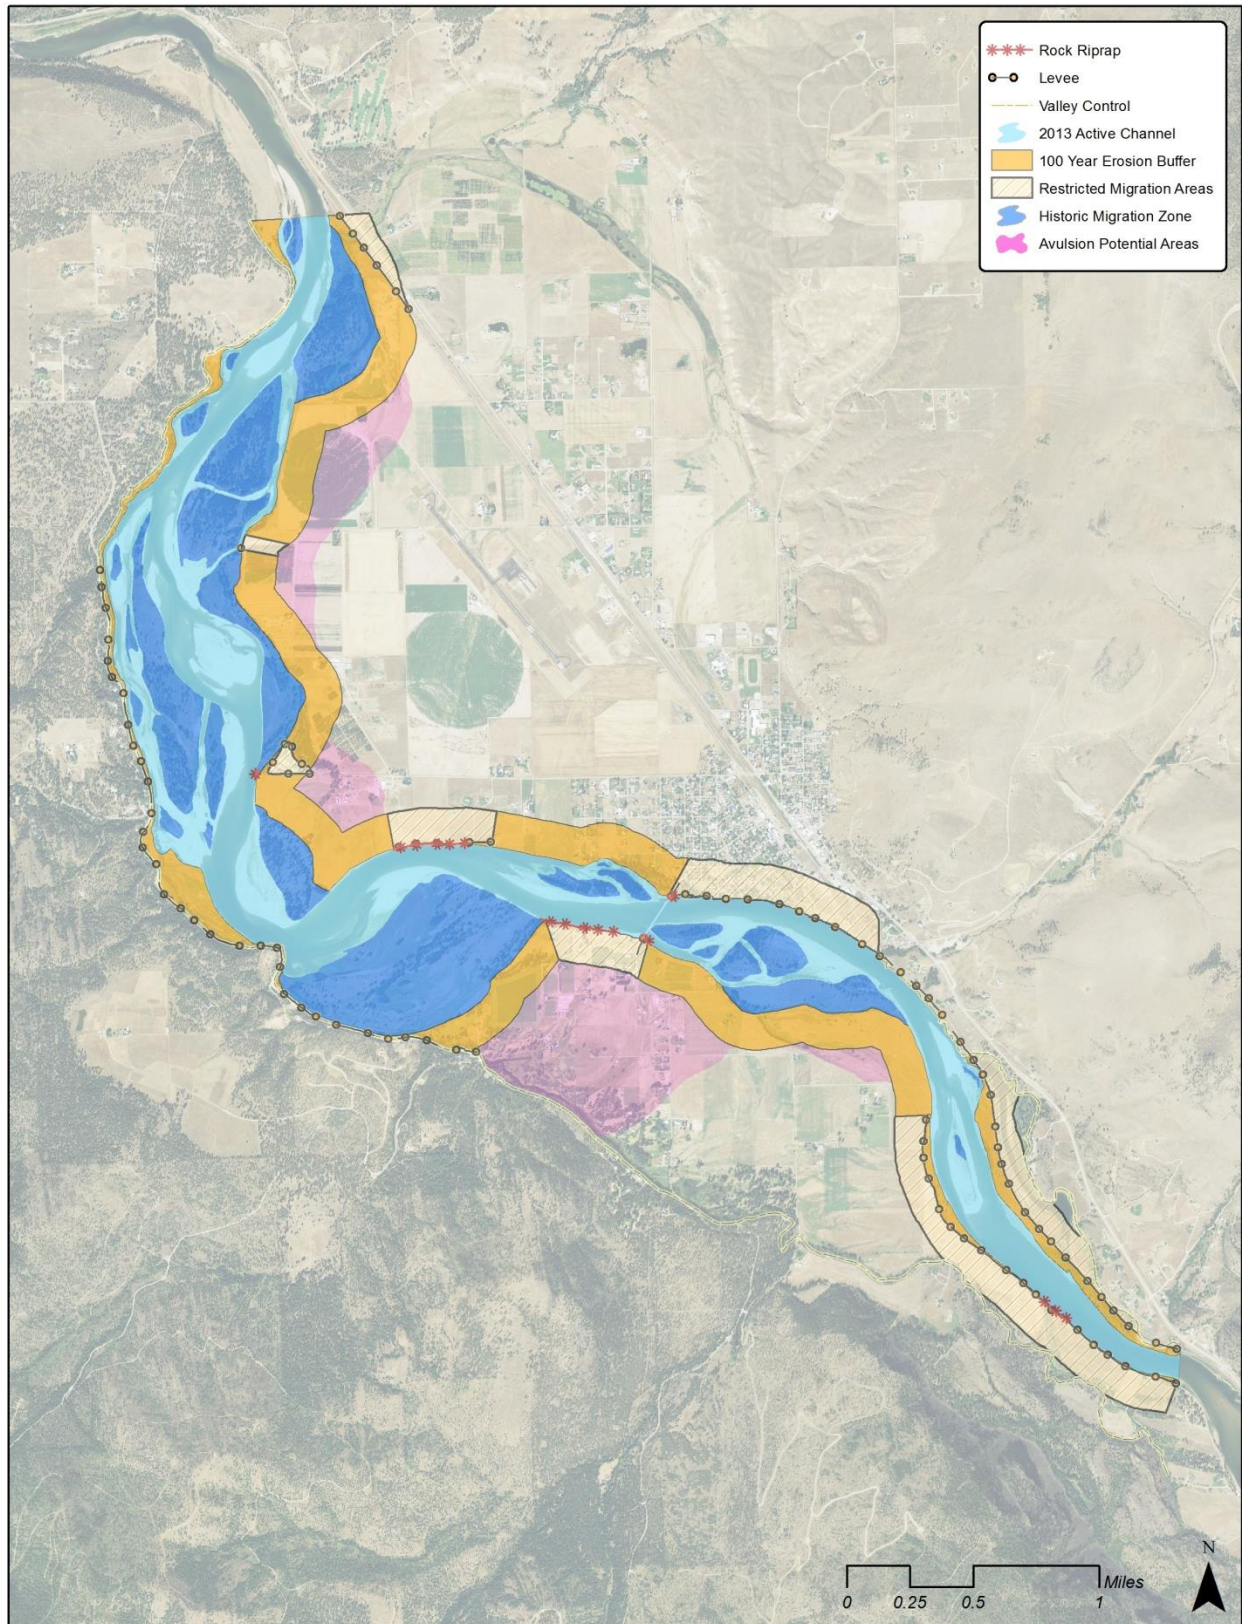 Rock Riprap
Levee
Valley Control
2013 Active Channel
100 Year Erosion Buffer
Restricted Migration Areas
Historic Migration Zone
Avulsion Potential Areas
N
Miles
0 0.25 0.5 1